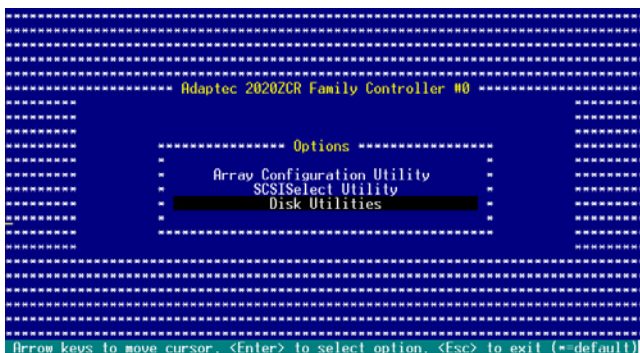 Adaptec 2020ZCR Family Controller #0
Options
Array Configuration Utility
SCSISelect Utility
Disk Utilities
Arrow keys to move cursor, <Enter> to select option, <Esc> to exit (*=default)